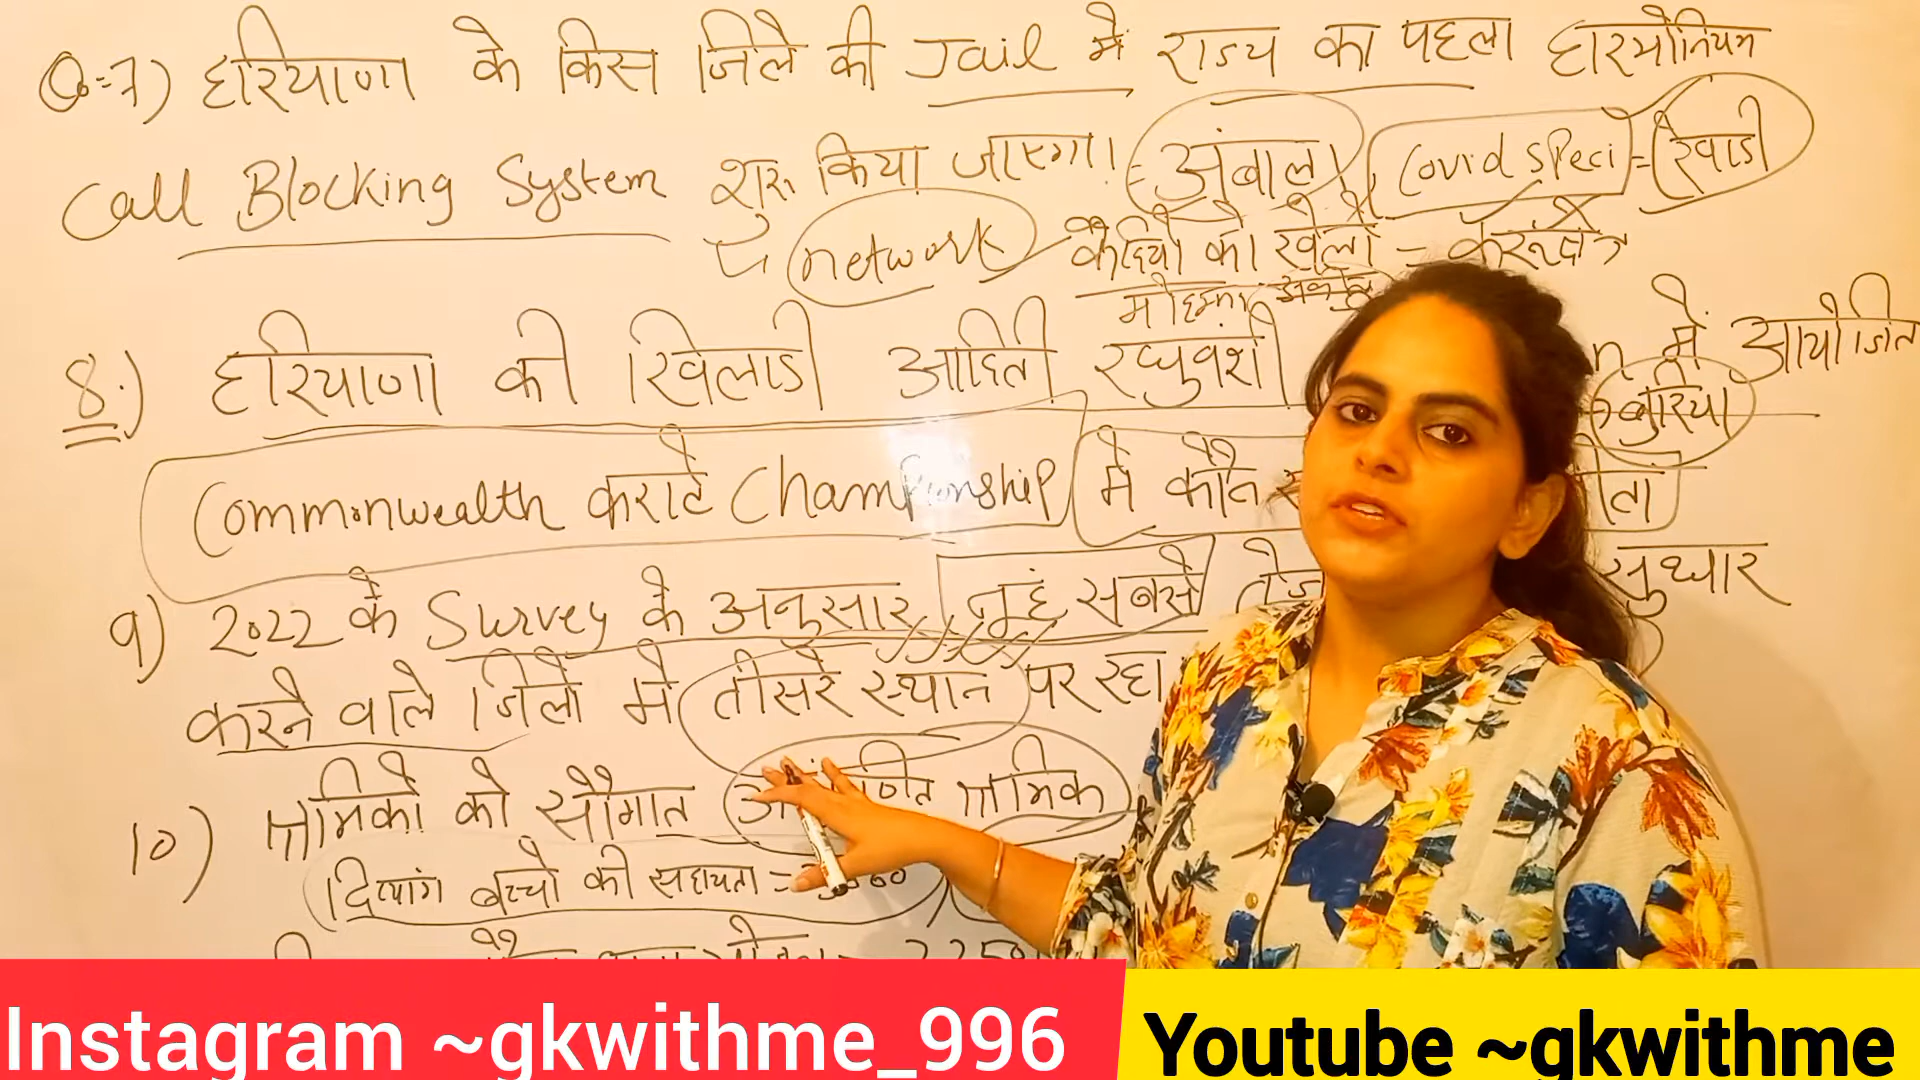 Q=7) हरियाणा के किस जिले की Jail में राज्य का पहला हारमोनियम
Call Blocking System शुरू किया जाएगा। = अंबाला Covid Speci = रेवाडी
network कैदियों को खेलो = कुरूक्षेत्र
8.) हरियाणा की खिलाडी आदिती रघुवंशी में आयोजित
Commonwealth कराटे Championship में कौन
9) 2022 के Survey के अनुसार नूहं सबसे सुधार
करने वाले जिलों में तीसरे स्थान पर रहा
10) श्रमिकों को सौगात श्रमिक
दिव्यांग बच्चों की सहायता =
Instagram ~gkwithme_996
Youtube ~gkwithme